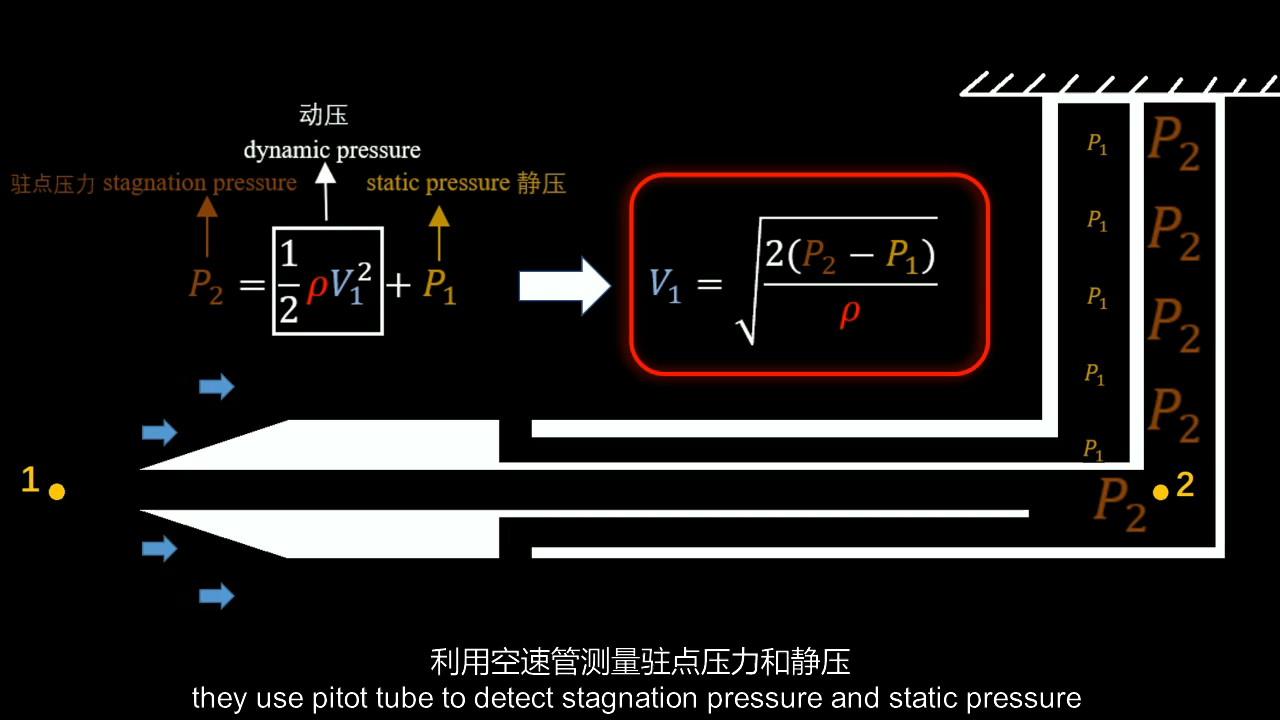 动压
dynamic pressure
驻点压力 stagnation pressure
static pressure 静压
P₂ = 1/2 ρV₁² + P₁
V₁ = √(2(P₂ − P₁)/ρ)
P₁
P₁
P₁
P₁
P₁
P₂
P₂
P₂
P₂
1
P₂
2
利用空速管测量驻点压力和静压
they use pitot tube to detect stagnation pressure and static pressure